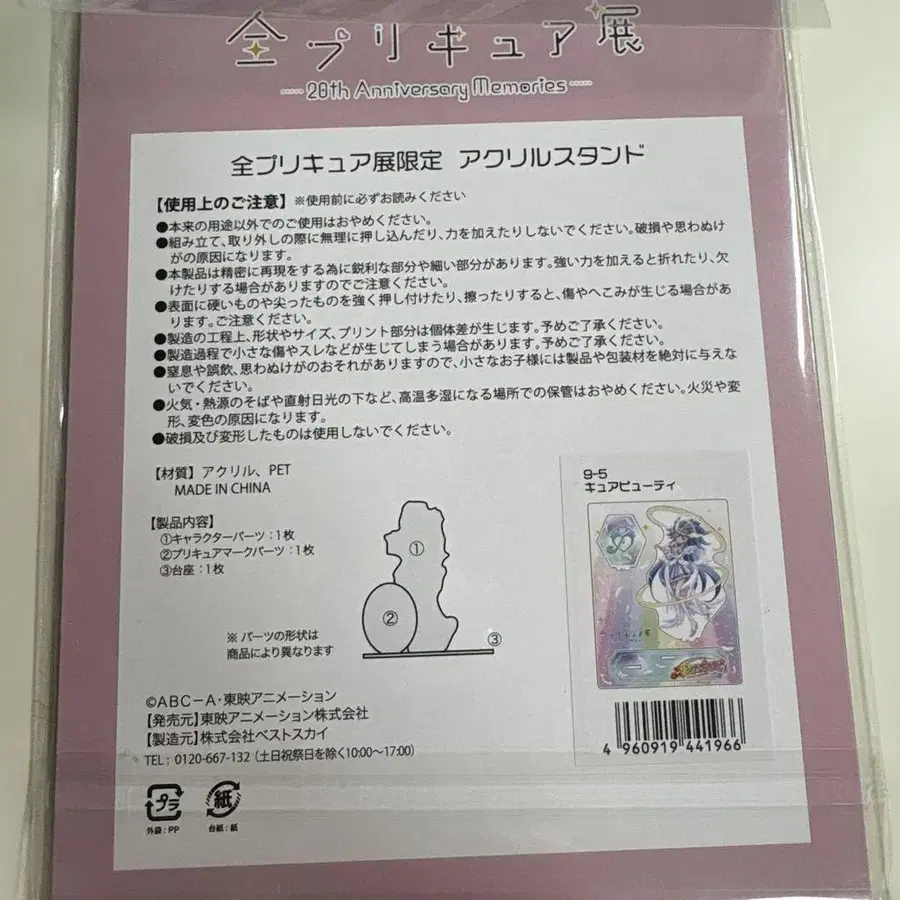 全プリキュア展
20th Anniversary Memories
全プリキュア展限定 アクリルスタンド
【使用上のご注意】 ※使用前に必ずお読みください
●本来の用途以外でのご使用はおやめください。
●組み立て、取り外しの際に無理に押し込んだり、力を加えたりしないでください。破損や思わぬけ
がの原因になります。
●本製品は精密に再現をする為に鋭利な部分や細い部分があります。強い力を加えると折れたり、欠
けたりする場合がありますのでご注意ください。
●表面に硬いものや尖ったものを強く押し付けたり、擦ったりすると、傷やへこみが生じる場合があ
ります。ご注意ください。
●製造の工程上、形状やサイズ、プリント部分は個体差が生じます。予めご了承ください。
●製造過程で小さな傷やスレなどが生じてしまう場合があります。予めご了承ください。
●窒息や誤飲、思わぬけがのおそれがありますので、小さなお子様には製品や包装材を絶対に与えな
いでください。
●火気・熱源のそばや直射日光の下など、高温多湿になる場所での保管はおやめください。火災や変
形、変色の原因になります。
●破損及び変形したものは使用しないでください。
【材質】アクリル、PET
MADE IN CHINA
【製品内容】
①キャラクターパーツ：1枚
②プリキュアマークパーツ：1枚
③台座：1枚
①
②
③
※ パーツの形状は
商品により異なります
9-5
キュアビューティ
全プリキュア展
4 960919 441966
©ABC-A・東映アニメーション
【発売元】東映アニメーション株式会社
【製造元】株式会社ベストスカイ
TEL：0120-667-132（土日祝祭日を除く10:00～17:00）
プラ
外袋：PP
紙
台紙：紙